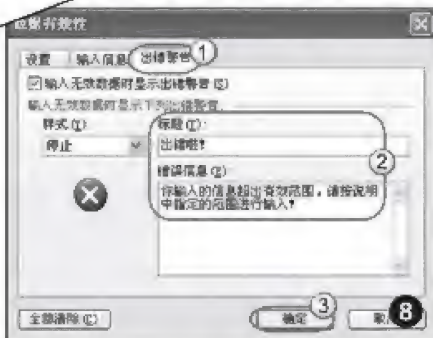 数据有效性
设置 输入信息 出错警告 1
输入无效数据时显示出错警告(S)
输入无效数据时显示下列出错警告
样式(Y): 标题(T):
停止 出错啦！
错误信息(E):
2
你输入的信息超出有效范围，请按说明
中指定的范围进行输入！
3
全部清除(C) 确定 8